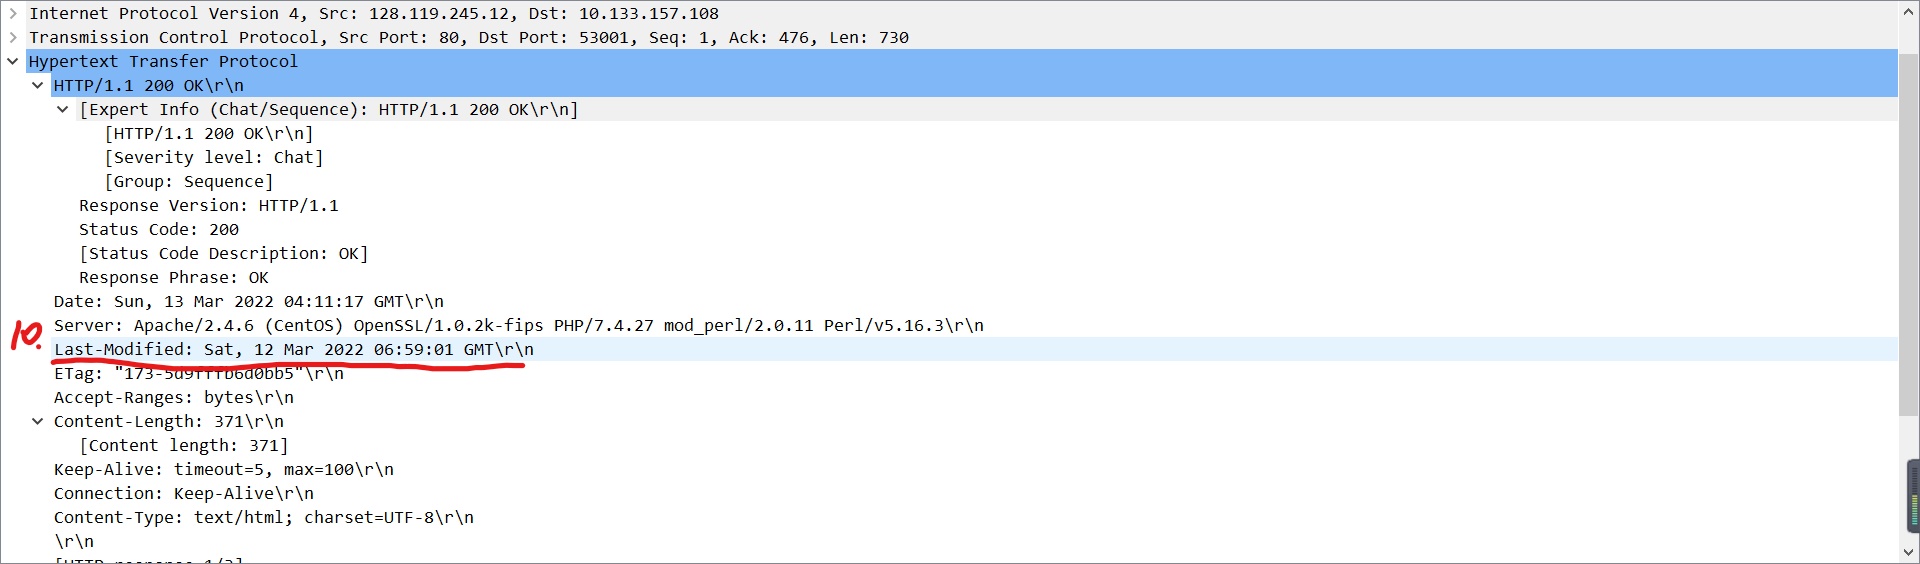 Internet Protocol Version 4, Src: 128.119.245.12, Dst: 10.133.157.108
Transmission Control Protocol, Src Port: 80, Dst Port: 53001, Seq: 1, Ack: 476, Len: 730
Hypertext Transfer Protocol
HTTP/1.1 200 OK\r\n
[Expert Info (Chat/Sequence): HTTP/1.1 200 OK\r\n]
[HTTP/1.1 200 OK\r\n]
[Severity level: Chat]
[Group: Sequence]
Response Version: HTTP/1.1
Status Code: 200
[Status Code Description: OK]
Response Phrase: OK
Date: Sun, 13 Mar 2022 04:11:17 GMT\r\n
Server: Apache/2.4.6 (CentOS) OpenSSL/1.0.2k-fips PHP/7.4.27 mod_perl/2.0.11 Perl/v5.16.3\r\n
10. Last-Modified: Sat, 12 Mar 2022 06:59:01 GMT\r\n
ETag: "173-5d9fffb6d0bb5"\r\n
Accept-Ranges: bytes\r\n
Content-Length: 371\r\n
[Content length: 371]
Keep-Alive: timeout=5, max=100\r\n
Connection: Keep-Alive\r\n
Content-Type: text/html; charset=UTF-8\r\n
\r\n
[HTTP response 1/2]